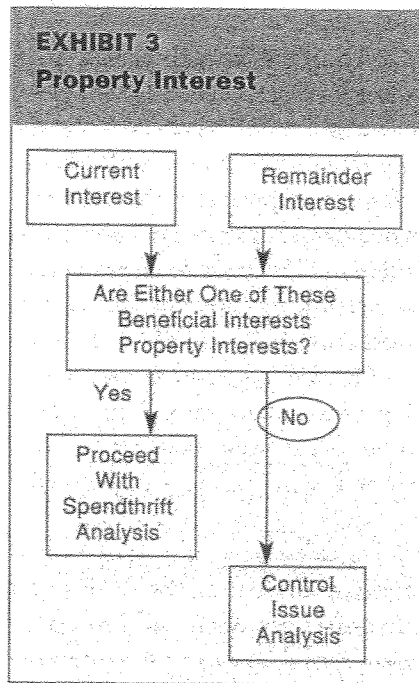 EXHIBIT 3
Property Interest
Current
Interest
Remainder
Interest
Are Either One of These
Beneficial Interests
Property Interests?
Yes
No
Proceed
With
Spendthrift
Analysis
Control
Issue
Analysis